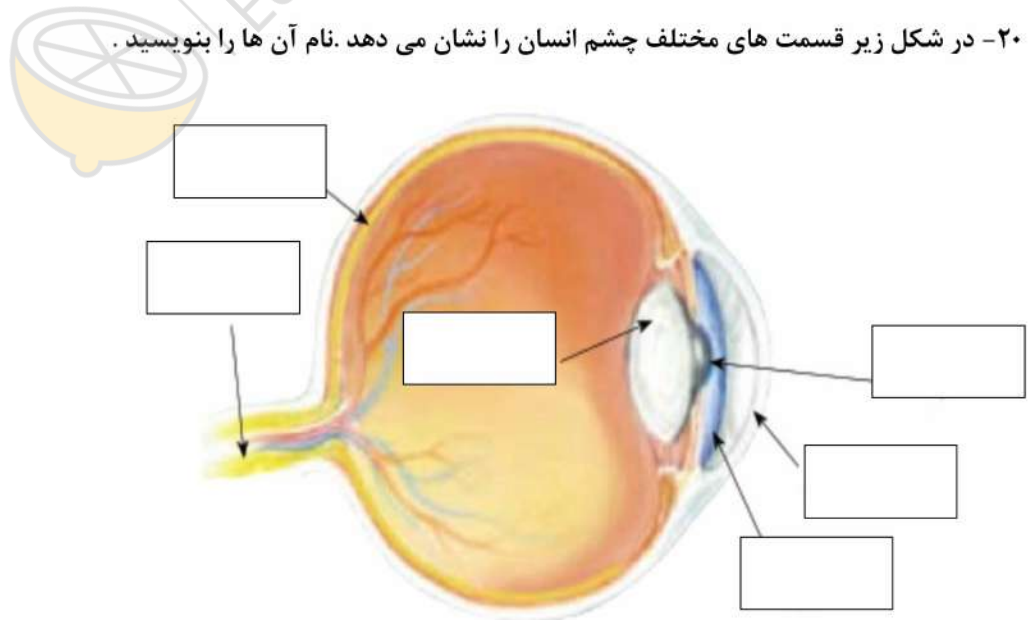 ۲۰- در شکل زیر قسمت های مختلف چشم انسان را نشان می دهد .نام آن ها را بنویسید .